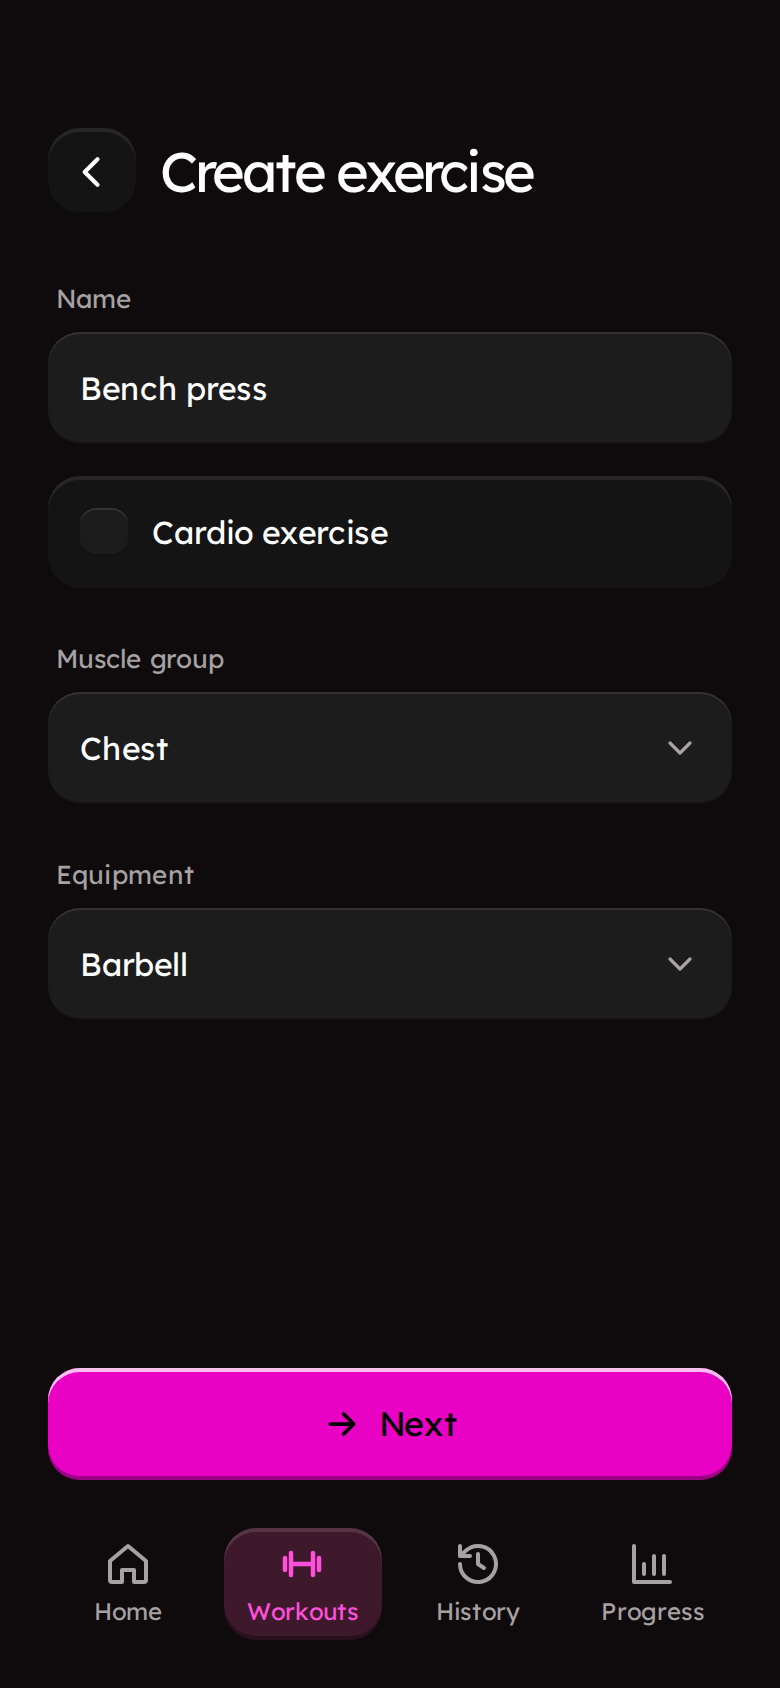 Create exercise
Name
Bench press
Cardio exercise
Muscle group
Chest
Equipment
Barbell
Next
Home
Workouts
History
Progress